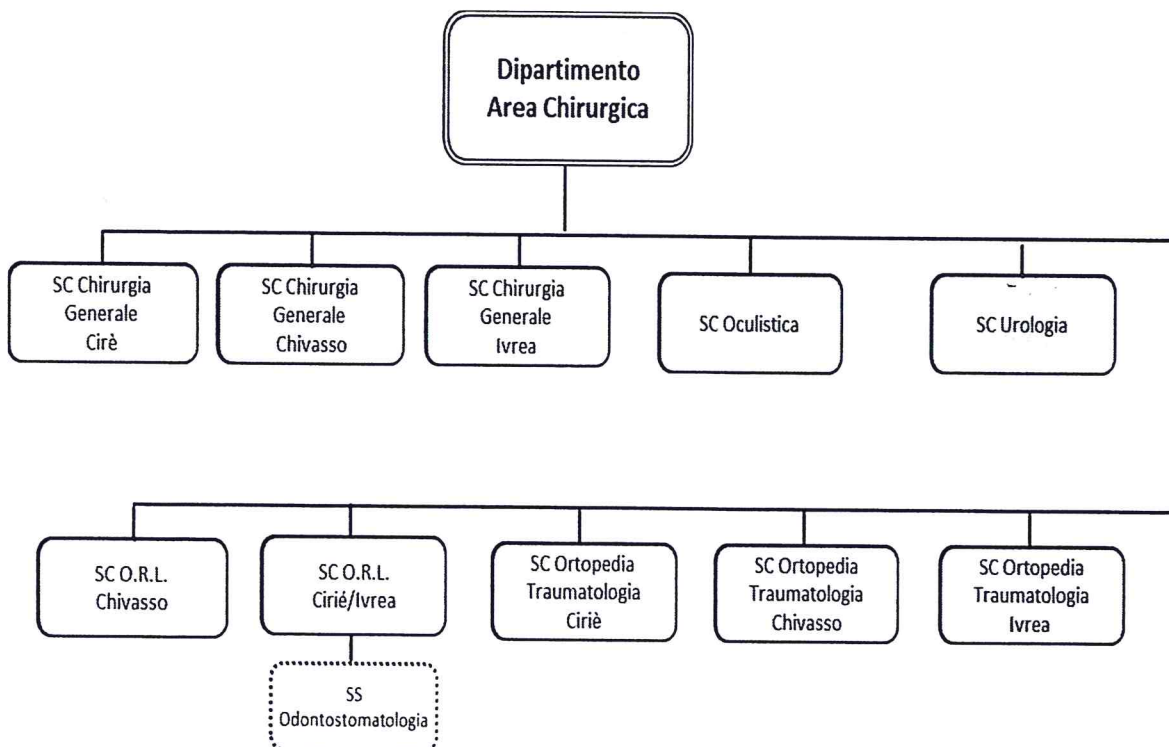 Dipartimento
Area Chirurgica
SC Chirurgia
Generale
Cirè
SC Chirurgia
Generale
Chivasso
SC Chirurgia
Generale
Ivrea
SC Oculistica
SC Urologia
SC O.R.L.
Chivasso
SC O.R.L.
Cirié/Ivrea
SC Ortopedia
Traumatologia
Ciriè
SC Ortopedia
Traumatologia
Chivasso
SC Ortopedia
Traumatologia
Ivrea
SS
Odontostomatologia